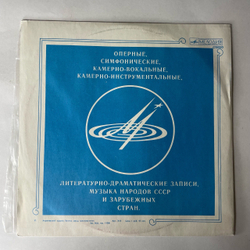 ОПЕРНЫЕ,
СИМФОНИЧЕСКИЕ,
КАМЕРНО-ВОКАЛЬНЫЕ,
КАМЕРНО-ИНСТРУМЕНТАЛЬНЫЕ,
ЛИТЕРАТУРНО-ДРАМАТИЧЕСКИЕ ЗАПИСИ,
МУЗЫКА НАРОДОВ СССР
И ЗАРУБЕЖНЫХ
СТРАН.